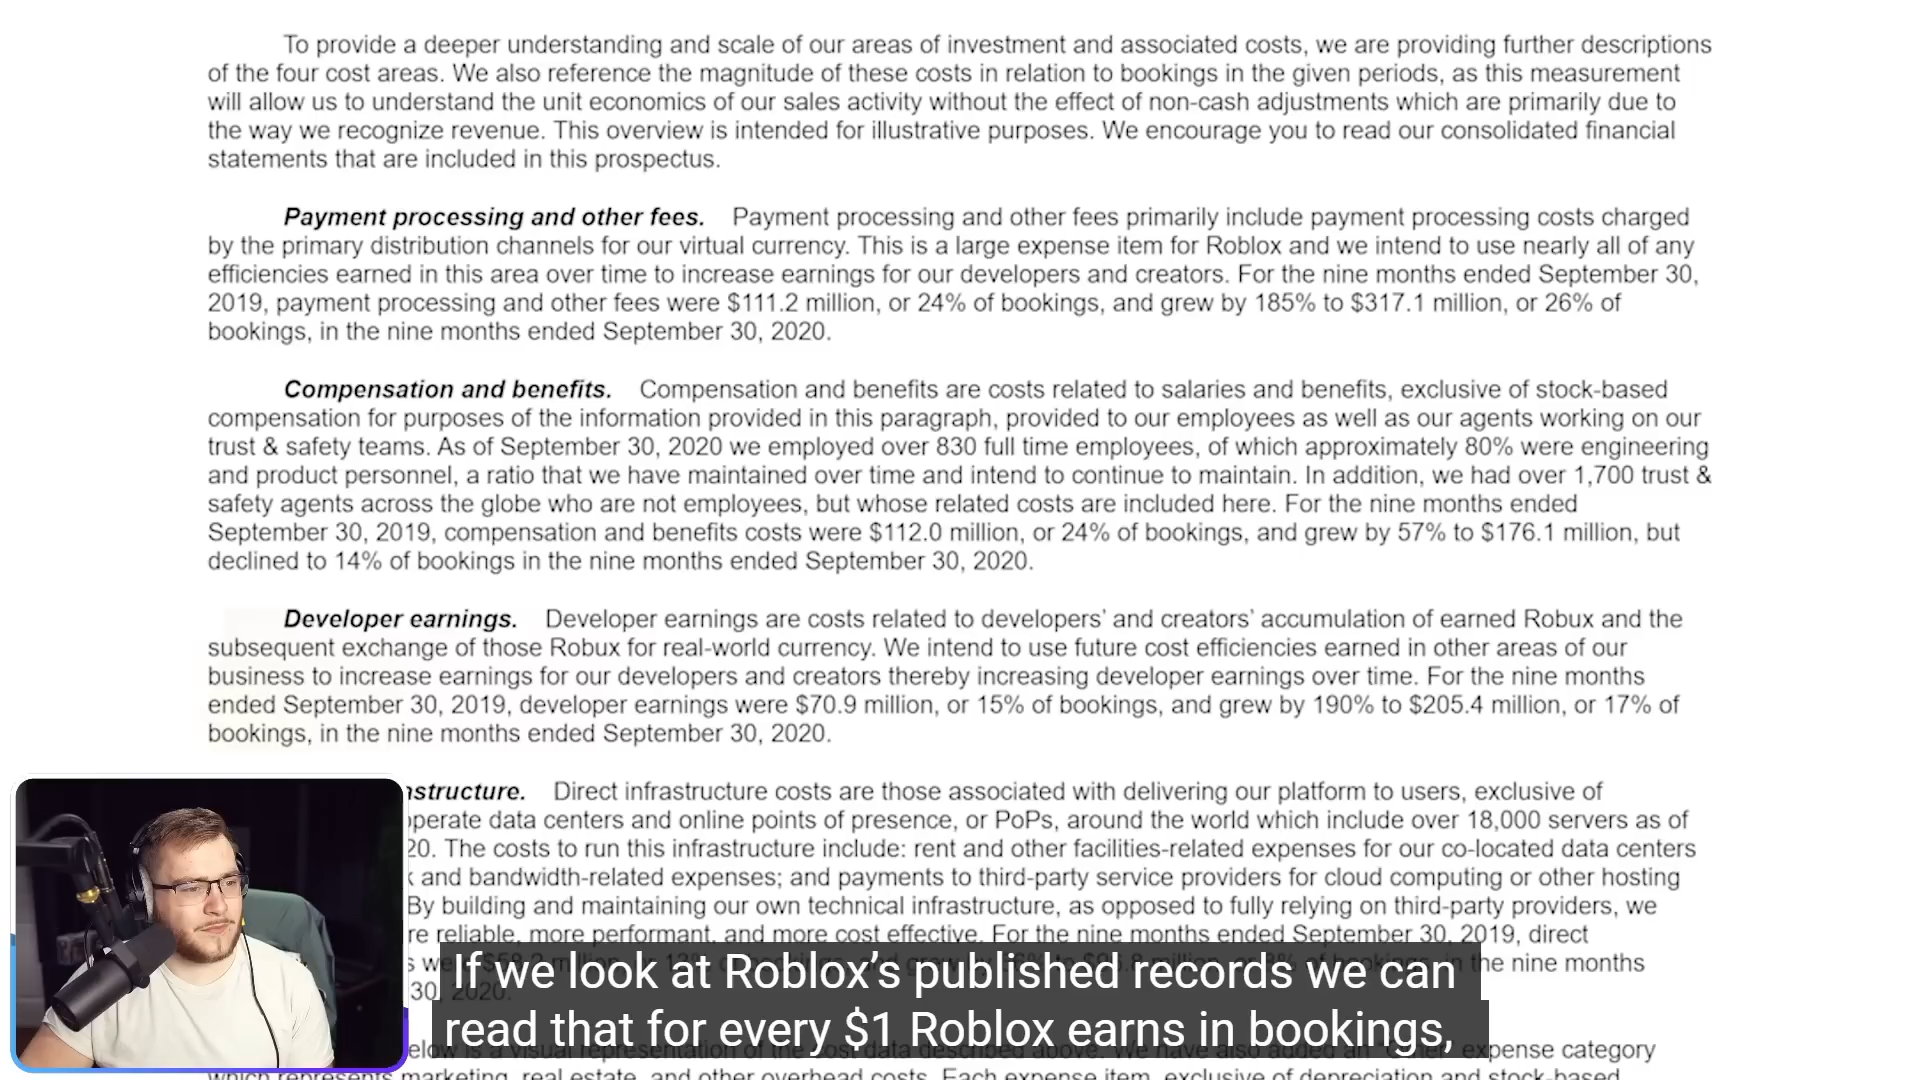 To provide a deeper understanding and scale of our areas of investment and associated costs, we are providing further descriptions
of the four cost areas. We also reference the magnitude of these costs in relation to bookings in the given periods, as this measurement
will allow us to understand the unit economics of our sales activity without the effect of non-cash adjustments which are primarily due to
the way we recognize revenue. This overview is intended for illustrative purposes. We encourage you to read our consolidated financial
statements that are included in this prospectus.
Payment processing and other fees. Payment processing and other fees primarily include payment processing costs charged
by the primary distribution channels for our virtual currency. This is a large expense item for Roblox and we intend to use nearly all of any
efficiencies earned in this area over time to increase earnings for our developers and creators. For the nine months ended September 30,
2019, payment processing and other fees were $111.2 million, or 24% of bookings, and grew by 185% to $317.1 million, or 26% of
bookings, in the nine months ended September 30, 2020.
Compensation and benefits. Compensation and benefits are costs related to salaries and benefits, exclusive of stock-based
compensation for purposes of the information provided in this paragraph, provided to our employees as well as our agents working on our
trust & safety teams. As of September 30, 2020 we employed over 830 full time employees, of which approximately 80% were engineering
and product personnel, a ratio that we have maintained over time and intend to continue to maintain. In addition, we had over 1,700 trust &
safety agents across the globe who are not employees, but whose related costs are included here. For the nine months ended
September 30, 2019, compensation and benefits costs were $112.0 million, or 24% of bookings, and grew by 57% to $176.1 million, but
declined to 14% of bookings in the nine months ended September 30, 2020.
Developer earnings. Developer earnings are costs related to developers' and creators' accumulation of earned Robux and the
subsequent exchange of those Robux for real-world currency. We intend to use future cost efficiencies earned in other areas of our
business to increase earnings for our developers and creators thereby increasing developer earnings over time. For the nine months
ended September 30, 2019, developer earnings were $70.9 million, or 15% of bookings, and grew by 190% to $205.4 million, or 17% of
bookings, in the nine months ended September 30, 2020.
structure. Direct infrastructure costs are those associated with delivering our platform to users, exclusive of
perate data centers and online points of presence, or PoPs, around the world which include over 18,000 servers as of
20. The costs to run this infrastructure include: rent and other facilities-related expenses for our co-located data centers
and bandwidth-related expenses; and payments to third-party service providers for cloud computing or other hosting
By building and maintaining our own technical infrastructure, as opposed to fully relying on third-party providers, we
re reliable, more performant, and more cost effective. For the nine months ended September 30, 2019, direct
the nine months
30, 2020.
expense category
which represents marketing, real estate, and other overhead costs. Each expense item, exclusive of depreciation and stock-based
If we look at Roblox's published records we can
read that for every $1 Roblox earns in bookings,